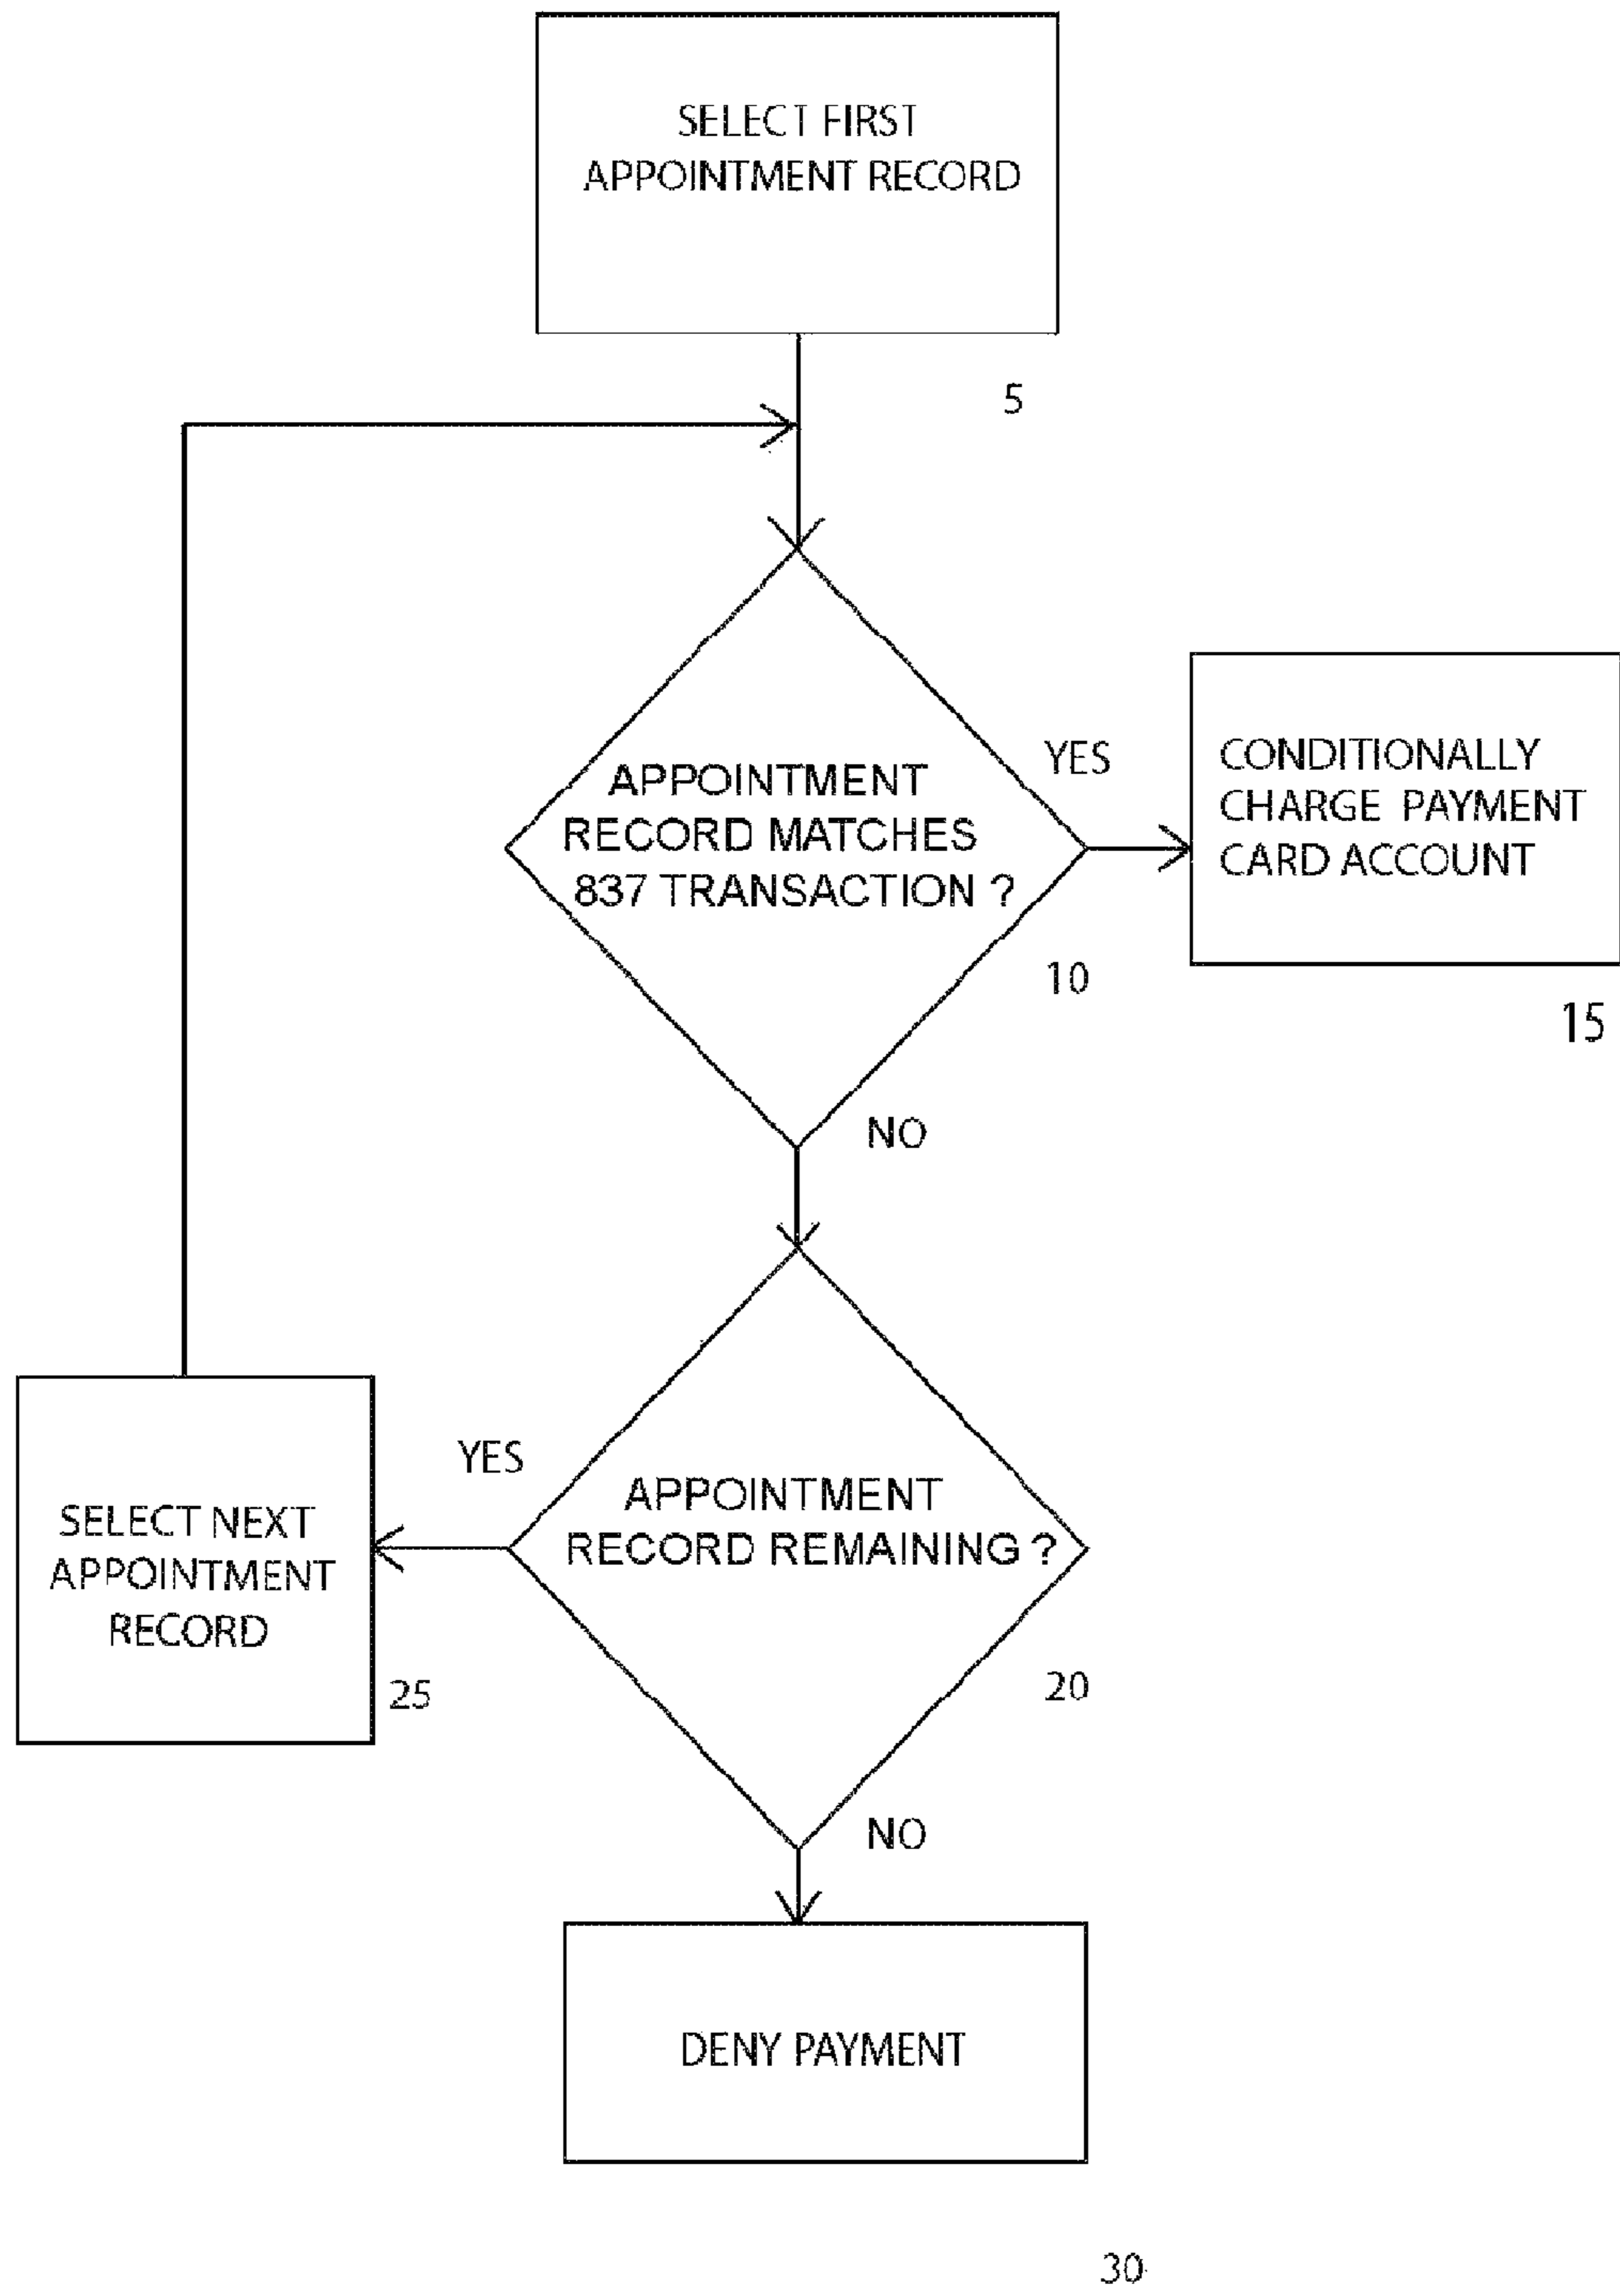 SELECT FIRST
APPOINTMENT RECORD
5
APPOINTMENT
RECORD MATCHES
837 TRANSACTION ?
YES
10
CONDITIONALLY
CHARGE PAYMENT
CARD ACCOUNT
15
NO
APPOINTMENT
RECORD REMAINING ?
YES
20
SELECT NEXT
APPOINTMENT
RECORD
25
NO
DENY PAYMENT
30